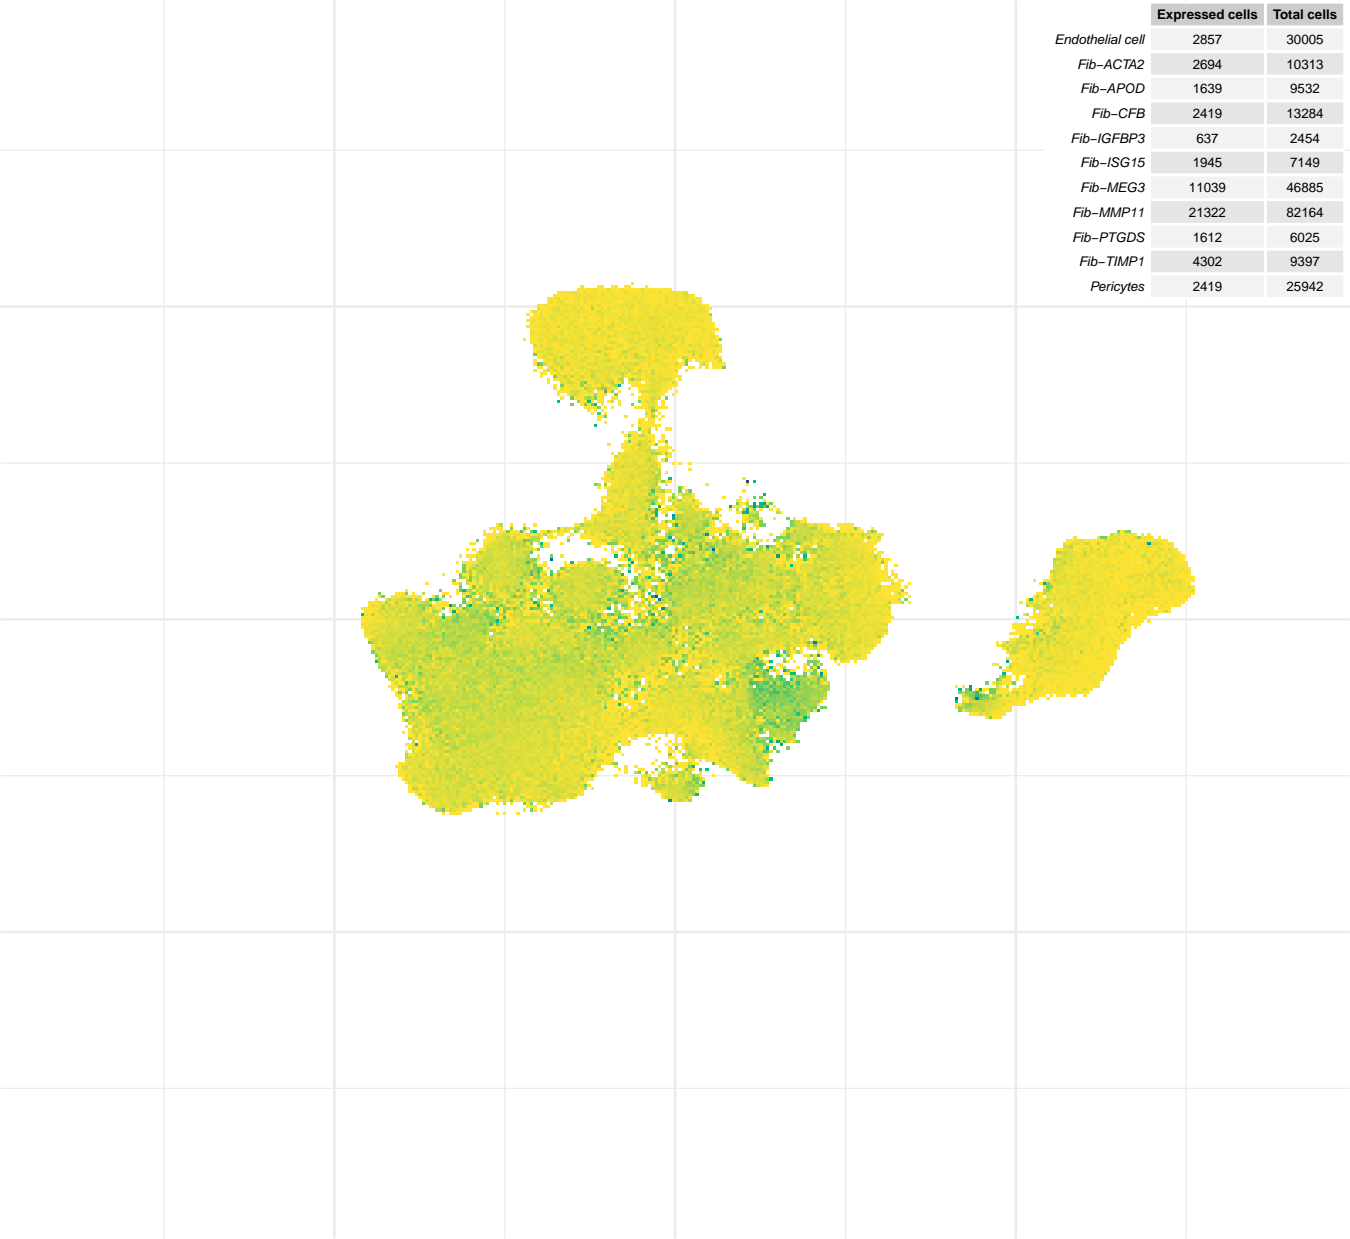 Expressed cells Total cells
Endothelial cell 2857 30005
Fib−ACTA2 2694 10313
Fib−APOD 1639 9532
Fib−CFB 2419 13284
Fib−IGFBP3 637 2454
Fib−ISG15 1945 7149
Fib−MEG3 11039 46885
Fib−MMP11 21322 82164
Fib−PTGDS 1612 6025
Fib−TIMP1 4302 9397
Pericytes 2419 25942